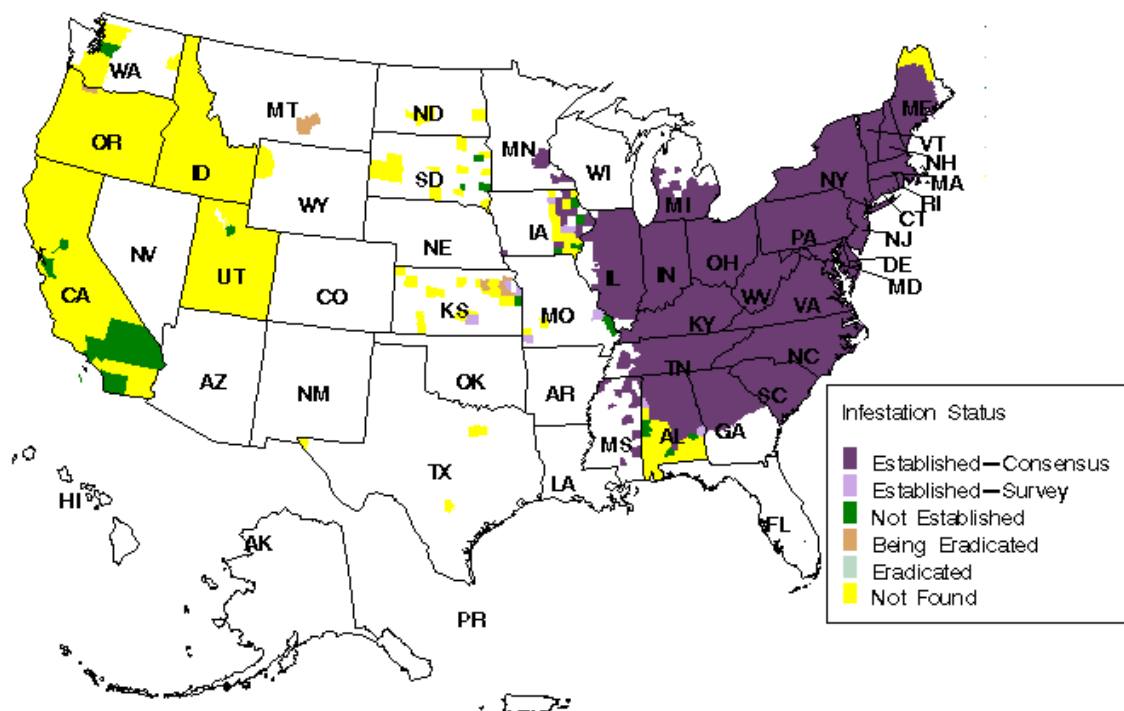 WA
MT
ND
ME
OR
MN
VT
ID
SD
WI
NH
WY
NY
MA
MI
RI
IA
CT
NE
PA
NJ
NV
UT
IL
IN
OH
DE
CA
CO
WV
MD
KS
MO
VA
KY
AZ
NM
OK
AR
TN
NC
SC
MS
AL
GA
TX
LA
HI
FL
AK
PR
Infestation Status
Established-Consensus
Established-Survey
Not Established
Being Eradicated
Eradicated
Not Found